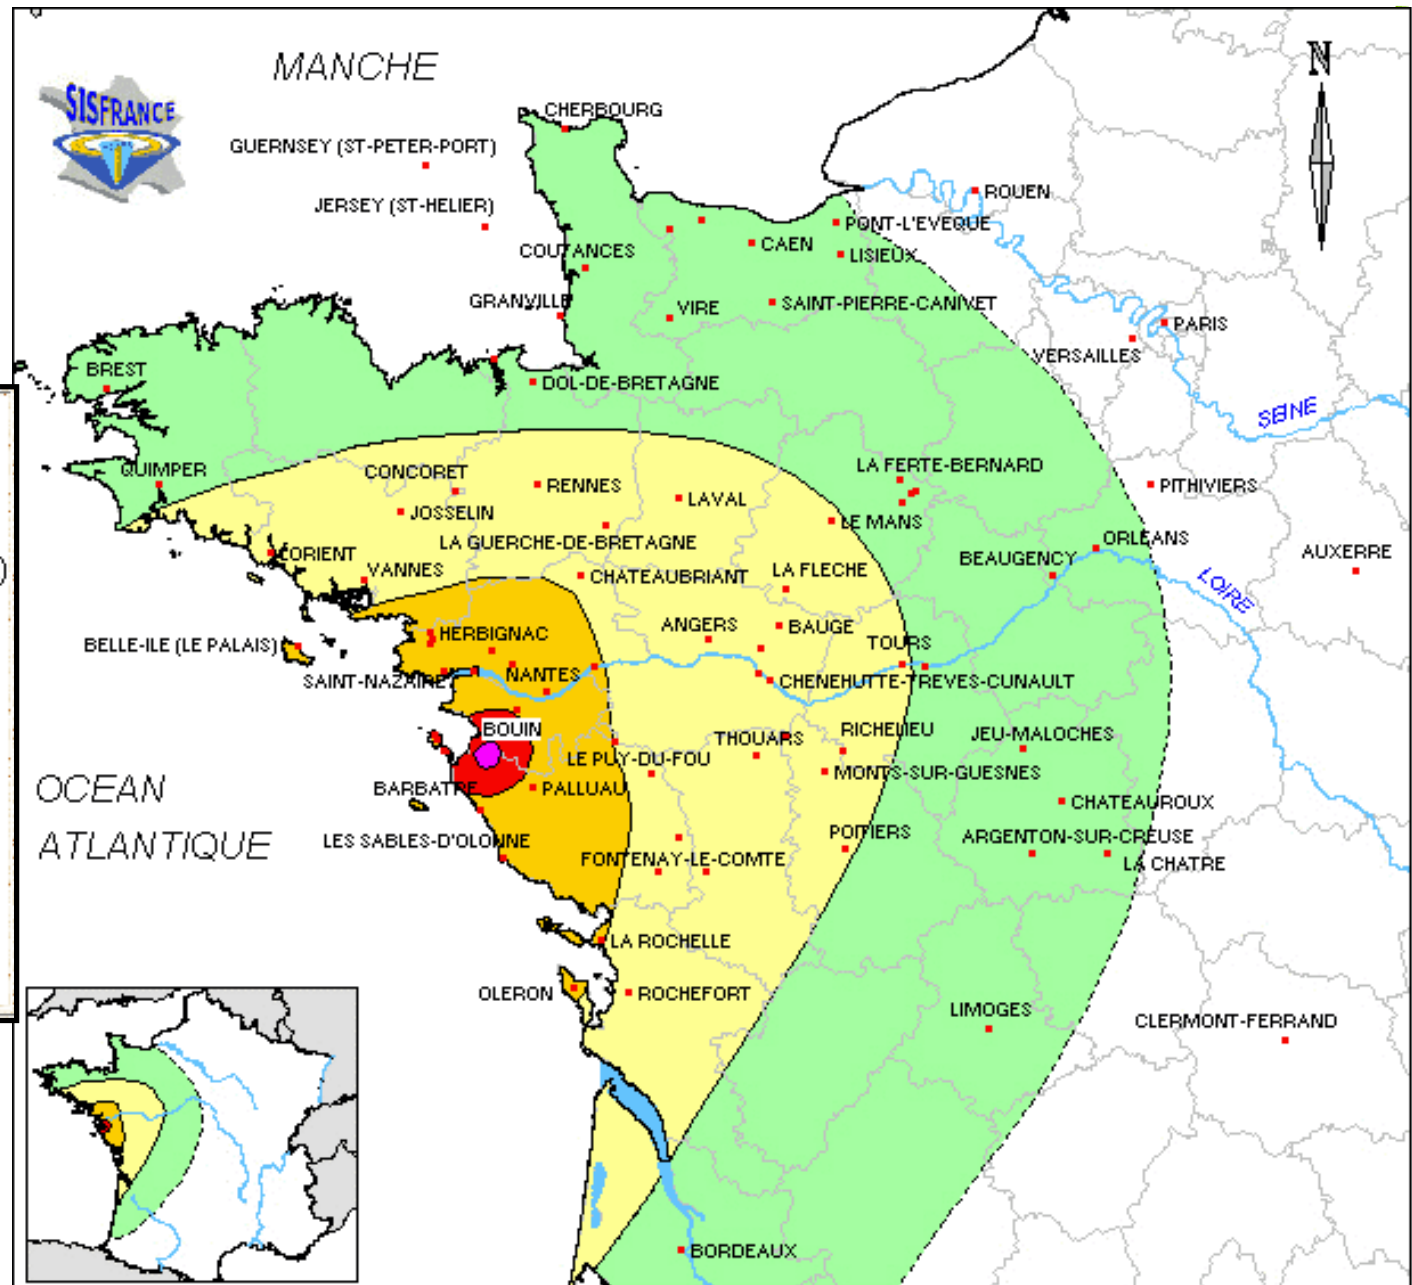 MANCHE
N
SISFRANCE
CHERBOURG
GUERNSEY (ST-PETER-PORT)
ROUEN
JERSEY (ST-HELIER)
PONT-L'EVEQUE
CAEN
COUTANCES
LISIEUX
GRANVILLE
VIRE
SAINT-PIERRE-CANIVET
PARIS
VERSAILLES
BREST
DOL-DE-BRETAGNE
SEINE
QUIMPER
CONCORET
RENNES
LAVAL
LA FERTE-BERNARD
PITHIVIERS
JOSSELIN
LE MANS
LA GUERCHE-DE-BRETAGNE
ORLEANS
LORIENT
VANNES
CHATEAUBRIANT
LA FLECHE
BEAUGENCY
AUXERRE
LOIRE
HERBIGNAC
ANGERS
BAUGE
BELLE-ILE (LE PALAIS)
TOURS
SAINT-NAZAIRE
NANTES
CHENEHUTTE-TREVES-CUNAULT
BOUIN
THOUARS
RICHELIEU
JEU-MALOCHES
LE PUY-DU-FOU
MONTS-SUR-GUESNES
OCEAN
ATLANTIQUE
BARBATRE
PALLUAU
CHATEAUROUX
LES SABLES-D'OLONNE
POITIERS
ARGENTON-SUR-CREUSE
FONTENAY-LE-COMTE
LA CHATRE
LA ROCHELLE
OLERON
ROCHEFORT
LIMOGES
CLERMONT-FERRAND
BORDEAUX